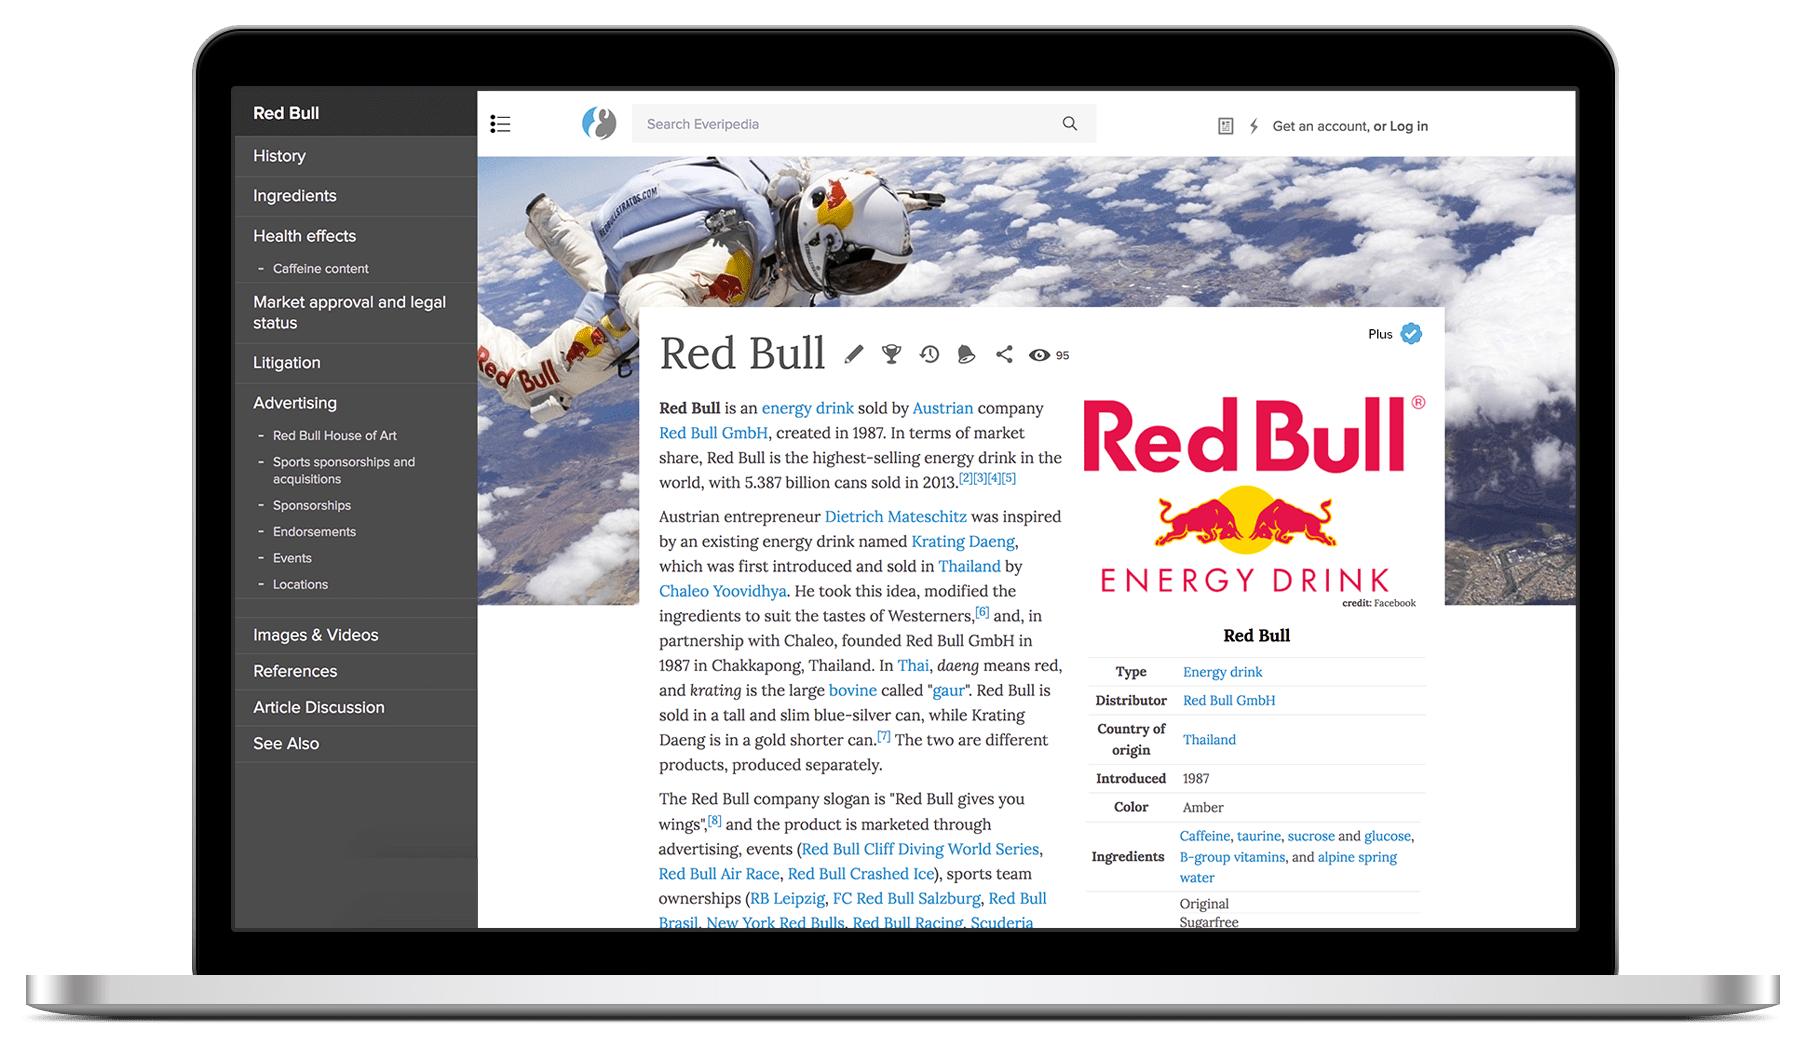 Red Bull
History
Ingredients
Health effects
- Caffeine content
Market approval and legal
status
Litigation
Advertising
- Red Bull House of Art
- Sports sponsorships and
acquisitions
- Sponsorships
- Endorsements
- Events
- Locations
Images & Videos
References
Article Discussion
See Also
Search Everipedia
Get an account, or Log in
REDBULLSTRATOS.COM
Red Bull
Red Bull
95
Plus
Red Bull is an energy drink sold by Austrian company
Red Bull GmbH, created in 1987. In terms of market
share, Red Bull is the highest-selling energy drink in the
world, with 5.387 billion cans sold in 2013.[2][3][4][5]
Austrian entrepreneur Dietrich Mateschitz was inspired
by an existing energy drink named Krating Daeng,
which was first introduced and sold in Thailand by
Chaleo Yoovidhya. He took this idea, modified the
ingredients to suit the tastes of Westerners,[6] and, in
partnership with Chaleo, founded Red Bull GmbH in
1987 in Chakkapong, Thailand. In Thai, daeng means red,
and krating is the large bovine called "gaur". Red Bull is
sold in a tall and slim blue-silver can, while Krating
Daeng is in a gold shorter can.[7] The two are different
products, produced separately.
The Red Bull company slogan is "Red Bull gives you
wings",[8] and the product is marketed through
advertising, events (Red Bull Cliff Diving World Series,
Red Bull Air Race, Red Bull Crashed Ice), sports team
ownerships (RB Leipzig, FC Red Bull Salzburg, Red Bull
Brasil, New York Red Bulls, Red Bull Racing, Scuderia
Red Bull®
ENERGY DRINK
credit: Facebook
Red Bull
Type Energy drink
Distributor Red Bull GmbH
Country of
origin Thailand
Introduced 1987
Color Amber
Ingredients Caffeine, taurine, sucrose and glucose,
B-group vitamins, and alpine spring
water
Original
Sugarfree